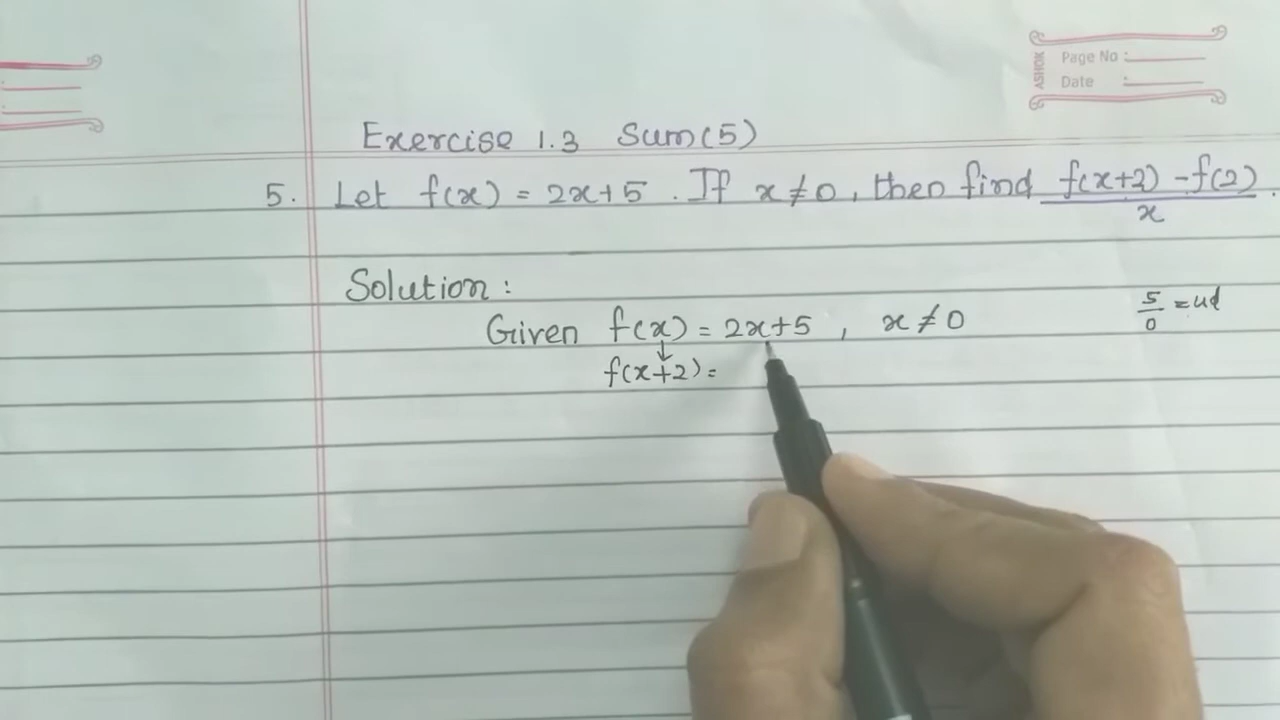 ASHOK
Page No :
Date :
Exercise 1.3 Sum(5)
5. Let f(x) = 2x+5 . If x≠0, then find f(x+2) -f(2) / x .
Solution :
Given f(x) = 2x+5 , x≠0
5/0 = ud
↓
f(x+2) =